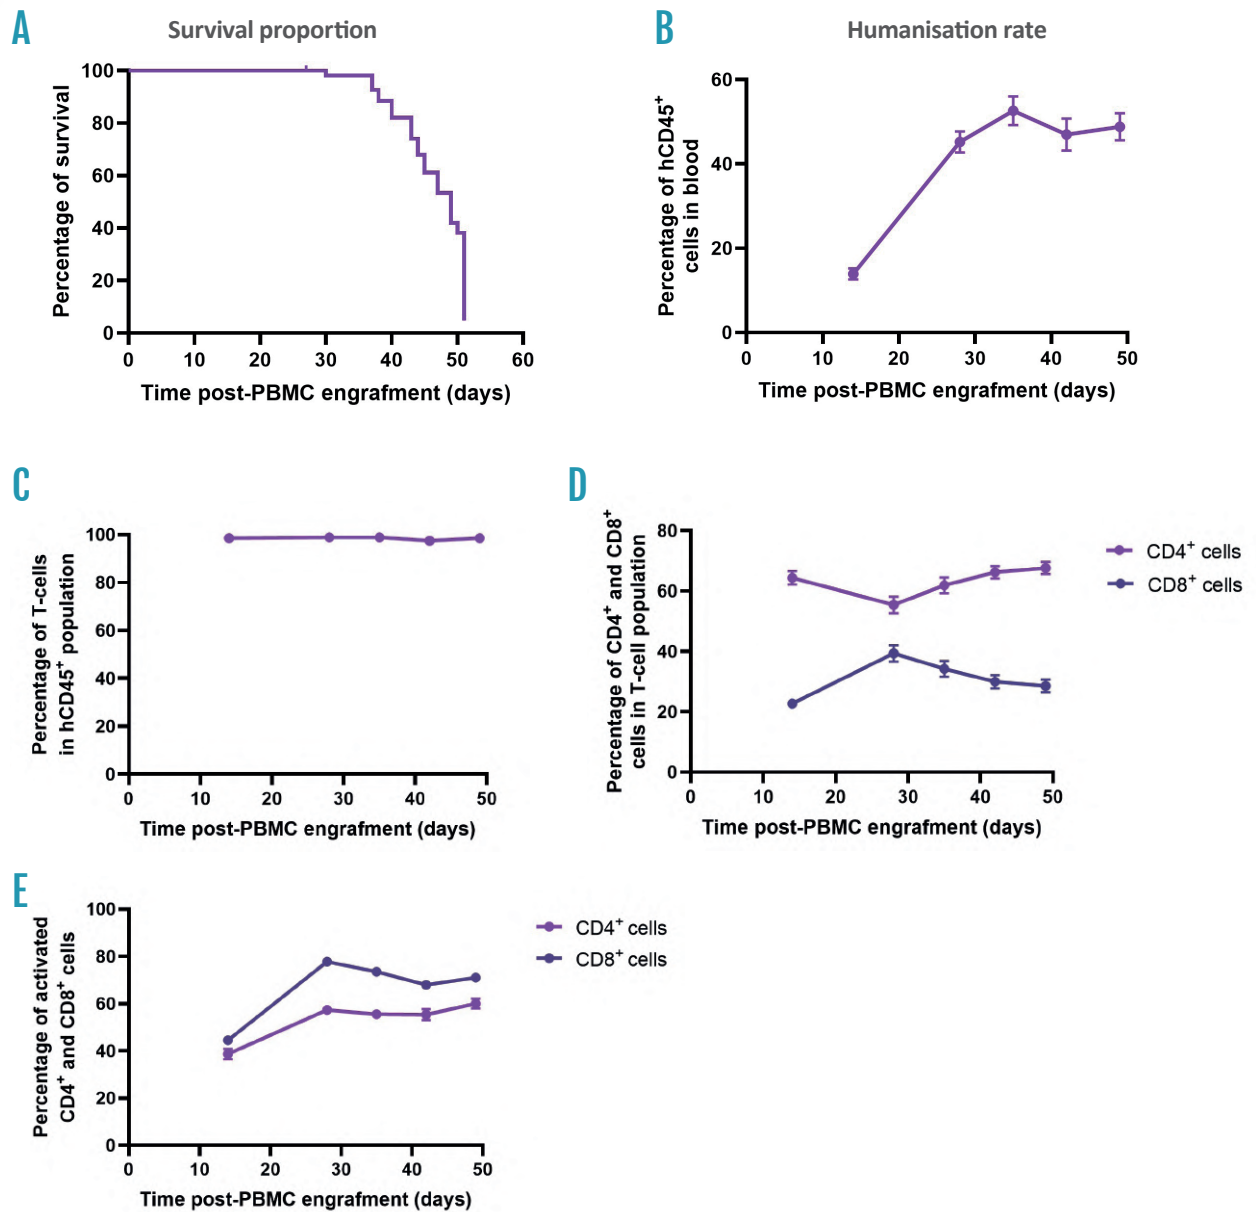 A
Survival proportion
Percentage of survival
100
80
60
40
20
0
0 10 20 30 40 50 60
Time post-PBMC engrafment (days)
B
Humanisation rate
Percentage of hCD45+
cells in blood
60
40
20
0
0 10 20 30 40 50
Time post-PBMC engrafment (days)
C
Percentage of T-cells
in hCD45+ population
100
80
60
40
20
0
0 10 20 30 40 50
Time post-PBMC engrafment (days)
D
Percentage of CD4+ and CD8+
cells in T-cell population
80
60
40
20
0
0 10 20 30 40 50
Time post-PBMC engrafment (days)
CD4+ cells
CD8+ cells
E
Percentage of activated
CD4+ and CD8+ cells
100
80
60
40
20
0
0 10 20 30 40 50
Time post-PBMC engrafment (days)
CD4+ cells
CD8+ cells